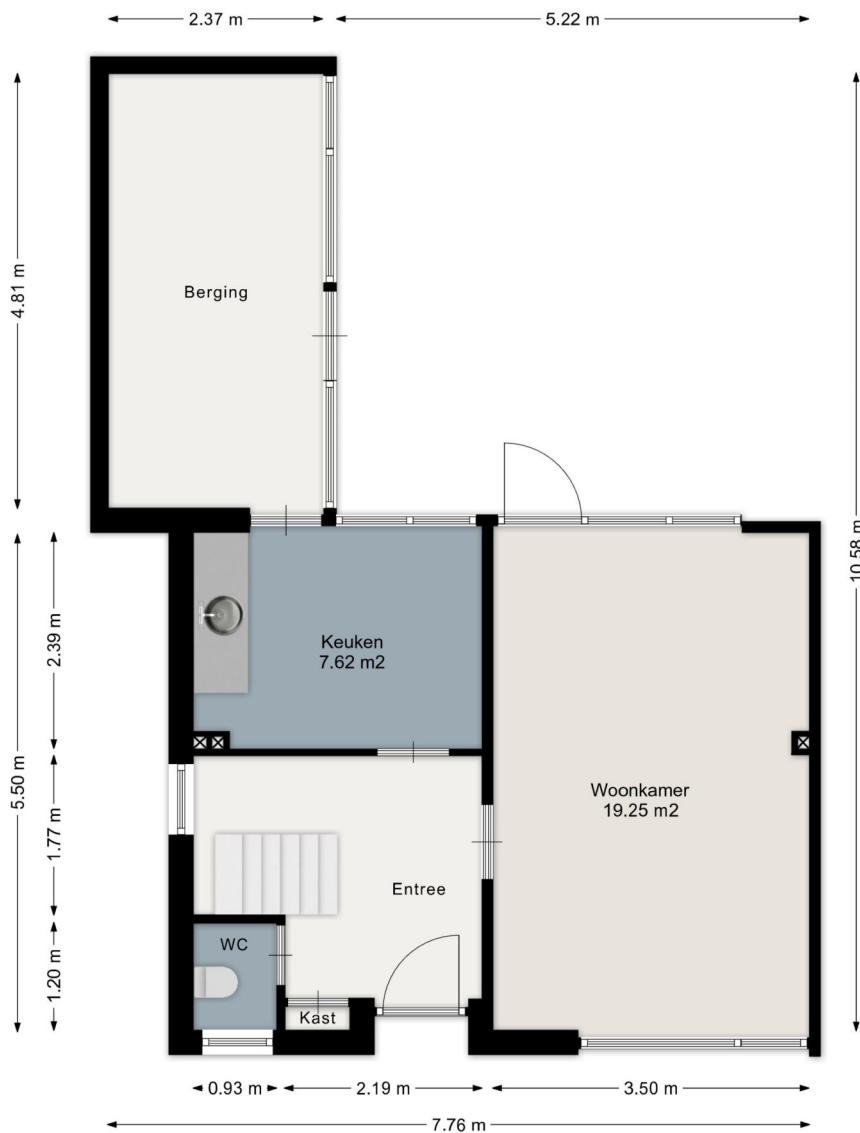 2.37 m
5.22 m
4.81 m
Berging
10.58 m
2.39 m
Keuken
7.62 m2
5.50 m
1.77 m
Woonkamer
19.25 m2
Entree
1.20 m
WC
Kast
0.93 m
2.19 m
3.50 m
7.76 m